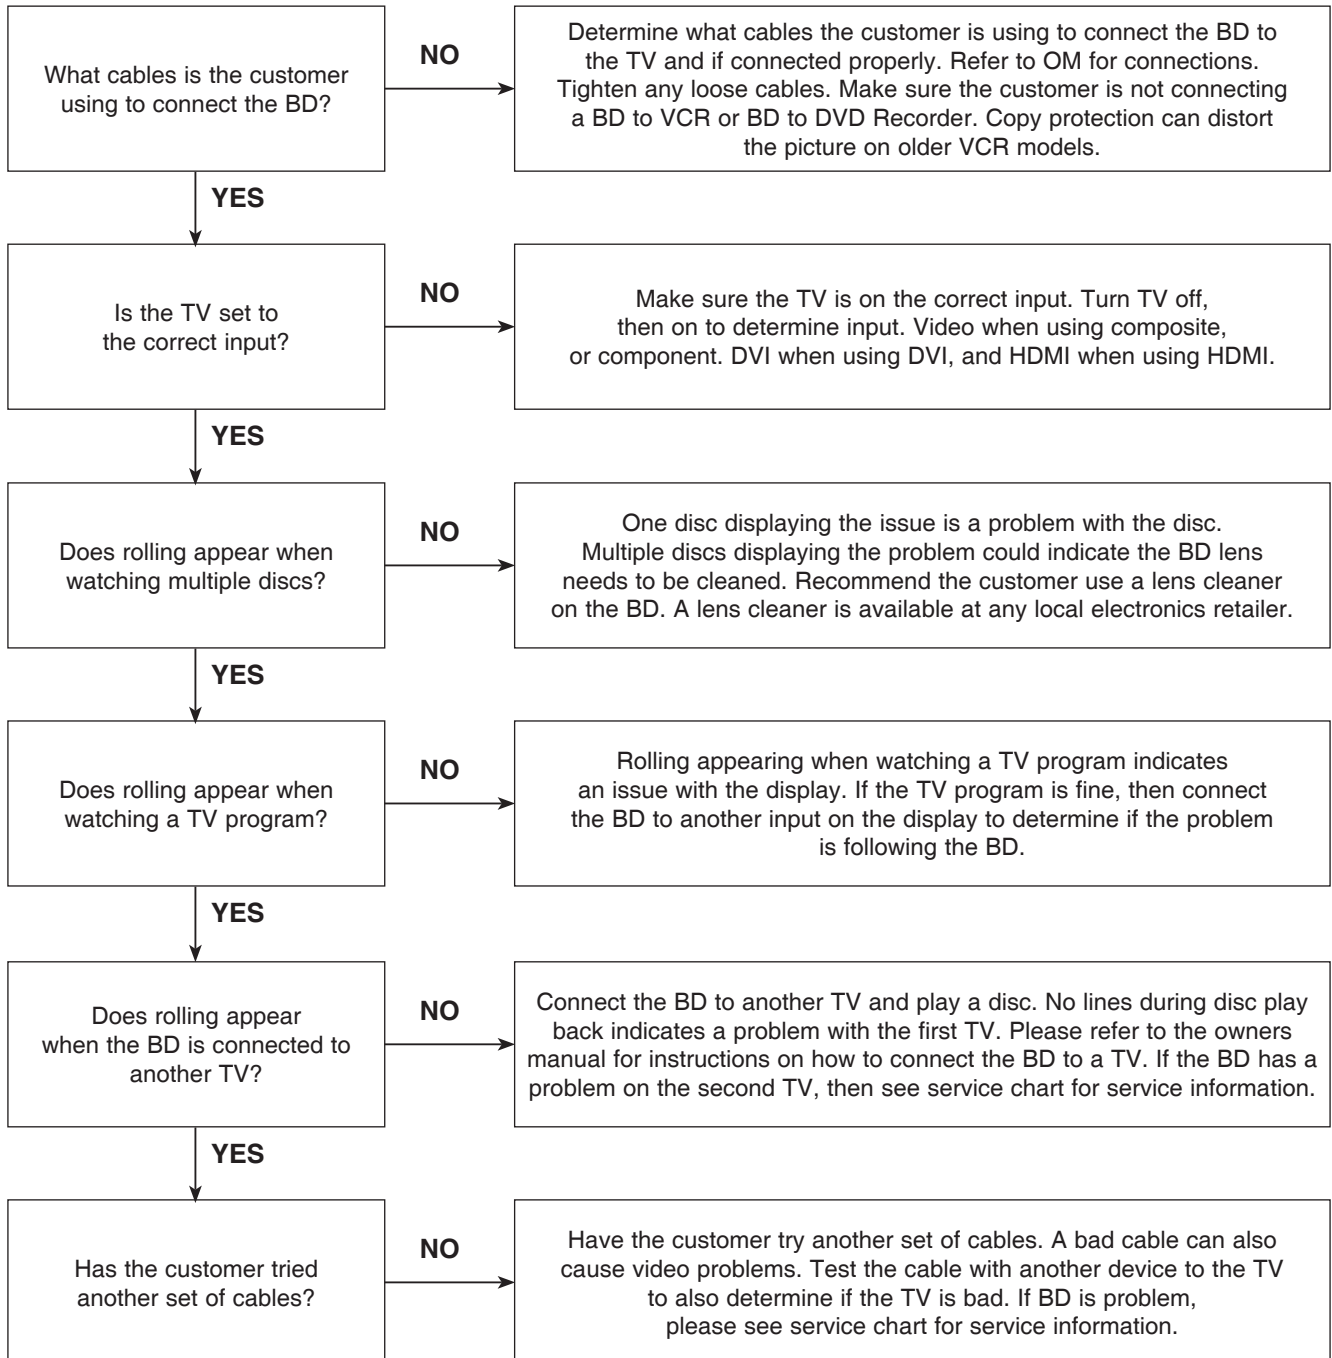 What cables is the customer
using to connect the BD?
NO
Determine what cables the customer is using to connect the BD to
the TV and if connected properly. Refer to OM for connections.
Tighten any loose cables. Make sure the customer is not connecting
a BD to VCR or BD to DVD Recorder. Copy protection can distort
the picture on older VCR models.
YES
Is the TV set to
the correct input?
NO
Make sure the TV is on the correct input. Turn TV off,
then on to determine input. Video when using composite,
or component. DVI when using DVI, and HDMI when using HDMI.
YES
Does rolling appear when
watching multiple discs?
NO
One disc displaying the issue is a problem with the disc.
Multiple discs displaying the problem could indicate the BD lens
needs to be cleaned. Recommend the customer use a lens cleaner
on the BD. A lens cleaner is available at any local electronics retailer.
YES
Does rolling appear when
watching a TV program?
NO
Rolling appearing when watching a TV program indicates
an issue with the display. If the TV program is fine, then connect
the BD to another input on the display to determine if the problem
is following the BD.
YES
Does rolling appear
when the BD is connected to
another TV?
NO
Connect the BD to another TV and play a disc. No lines during disc play
back indicates a problem with the first TV. Please refer to the owners
manual for instructions on how to connect the BD to a TV. If the BD has a
problem on the second TV, then see service chart for service information.
YES
Has the customer tried
another set of cables?
NO
Have the customer try another set of cables. A bad cable can also
cause video problems. Test the cable with another device to the TV
to also determine if the TV is bad. If BD is problem,
please see service chart for service information.